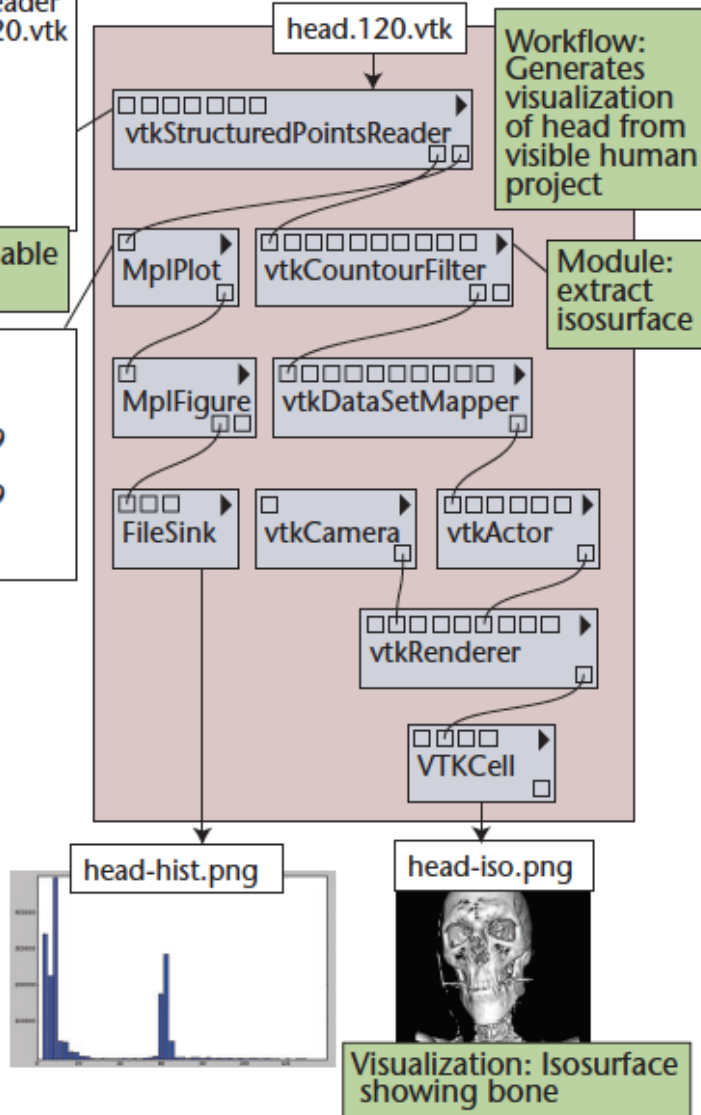 eader
20.vtk
head.120.vtk
Workflow:
Generates
visualization
of head from
visible human
project
vtkStructuredPointsReader
able
MplPlot
vtkCountourFilter
Module:
extract
isosurface
MplFigure
vtkDataSetMapper
9
9
FileSink
vtkCamera
vtkActor
vtkRenderer
VTKCell
head-hist.png
head-iso.png
Visualization: Isosurface
showing bone